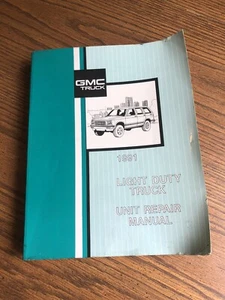 GMC
TRUCK
1991
LIGHT DUTY
TRUCK
UNIT REPAIR
MANUAL